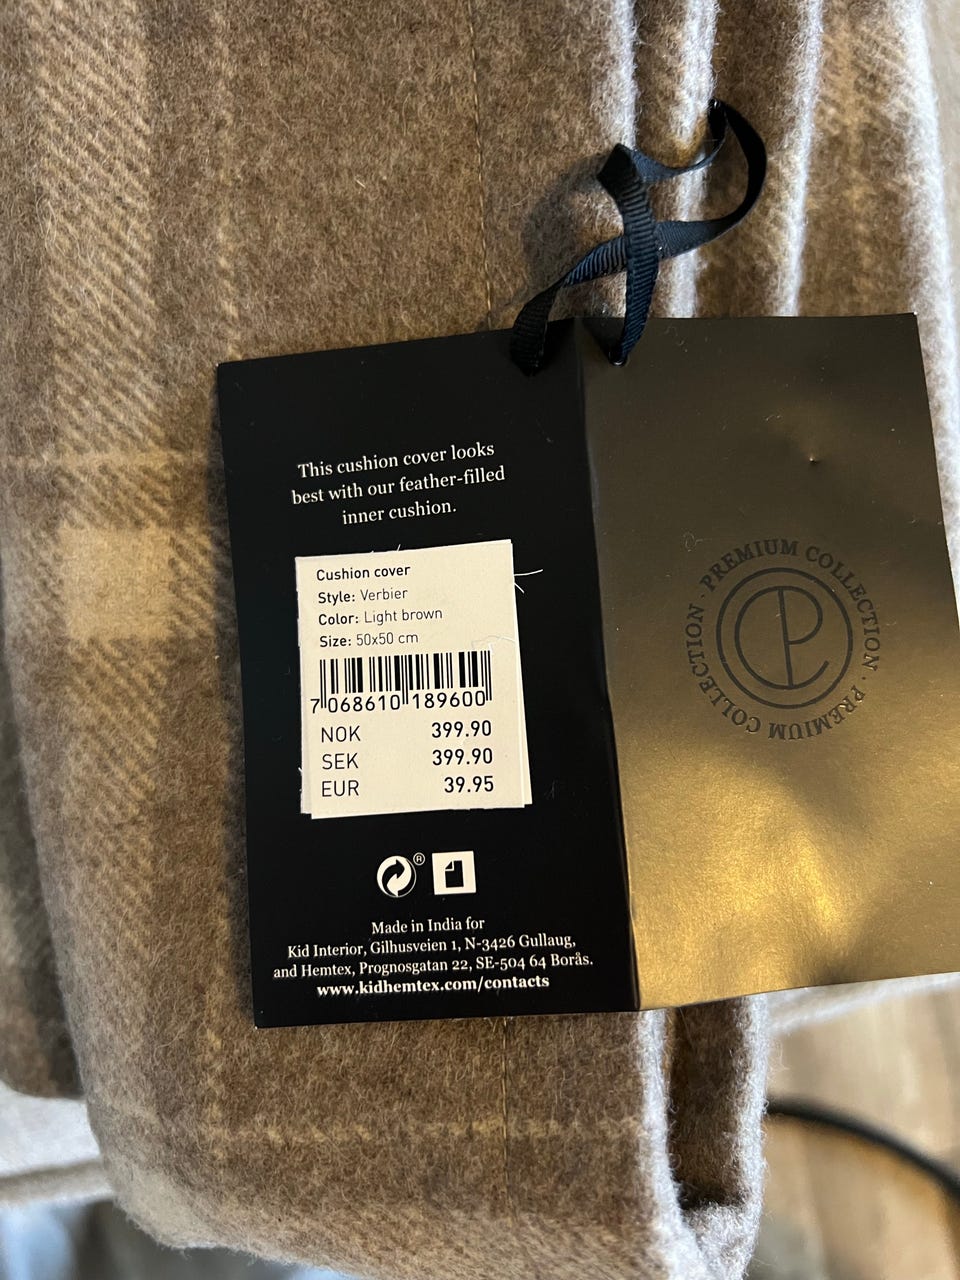 This cushion cover looks
best with our feather-filled
inner cushion.
Cushion cover
Style: Verbier
Color: Light brown
Size: 50x50 cm
7 068610 189600
NOK 399.90
SEK 399.90
EUR 39.95
®
Made in India for
Kid Interior, Gilhusveien 1, N-3426 Gullaug,
and Hemtex, Prognosgatan 22, SE-504 64 Borås.
www.kidhemtex.com/contacts
PREMIUM COLLECTION · PREMIUM COLLECTION ·
CP